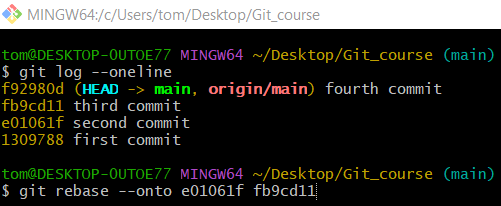 MINGW64:/c/Users/tom/Desktop/Git_course
tom@DESKTOP-OUTOE77 MINGW64 ~/Desktop/Git_course (main)
$ git log --oneline
f92980d (HEAD -> main, origin/main) fourth commit
fb9cd11 third commit
e01061f second commit
1309788 first commit
tom@DESKTOP-OUTOE77 MINGW64 ~/Desktop/Git_course (main)
$ git rebase --onto e01061f fb9cd11